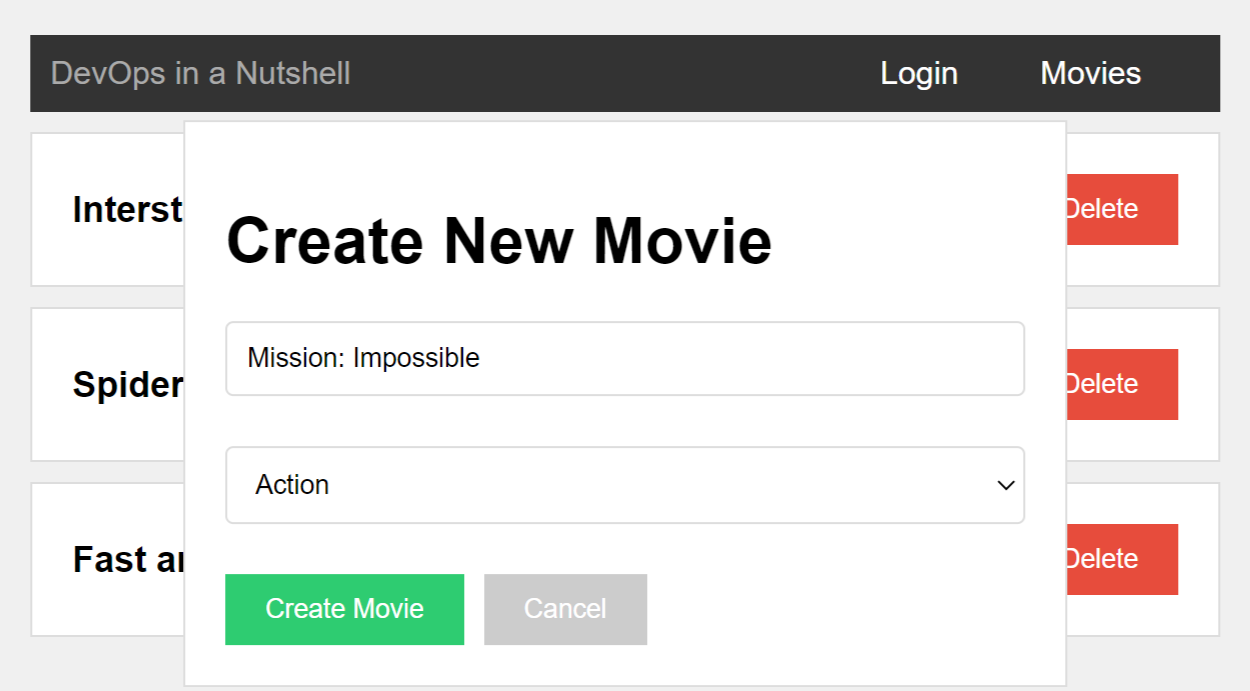 DevOps in a Nutshell Login Movies
Create New Movie
Interst Delete
Mission: Impossible
Spider Delete
Action
Fast Delete
Create Movie Cancel